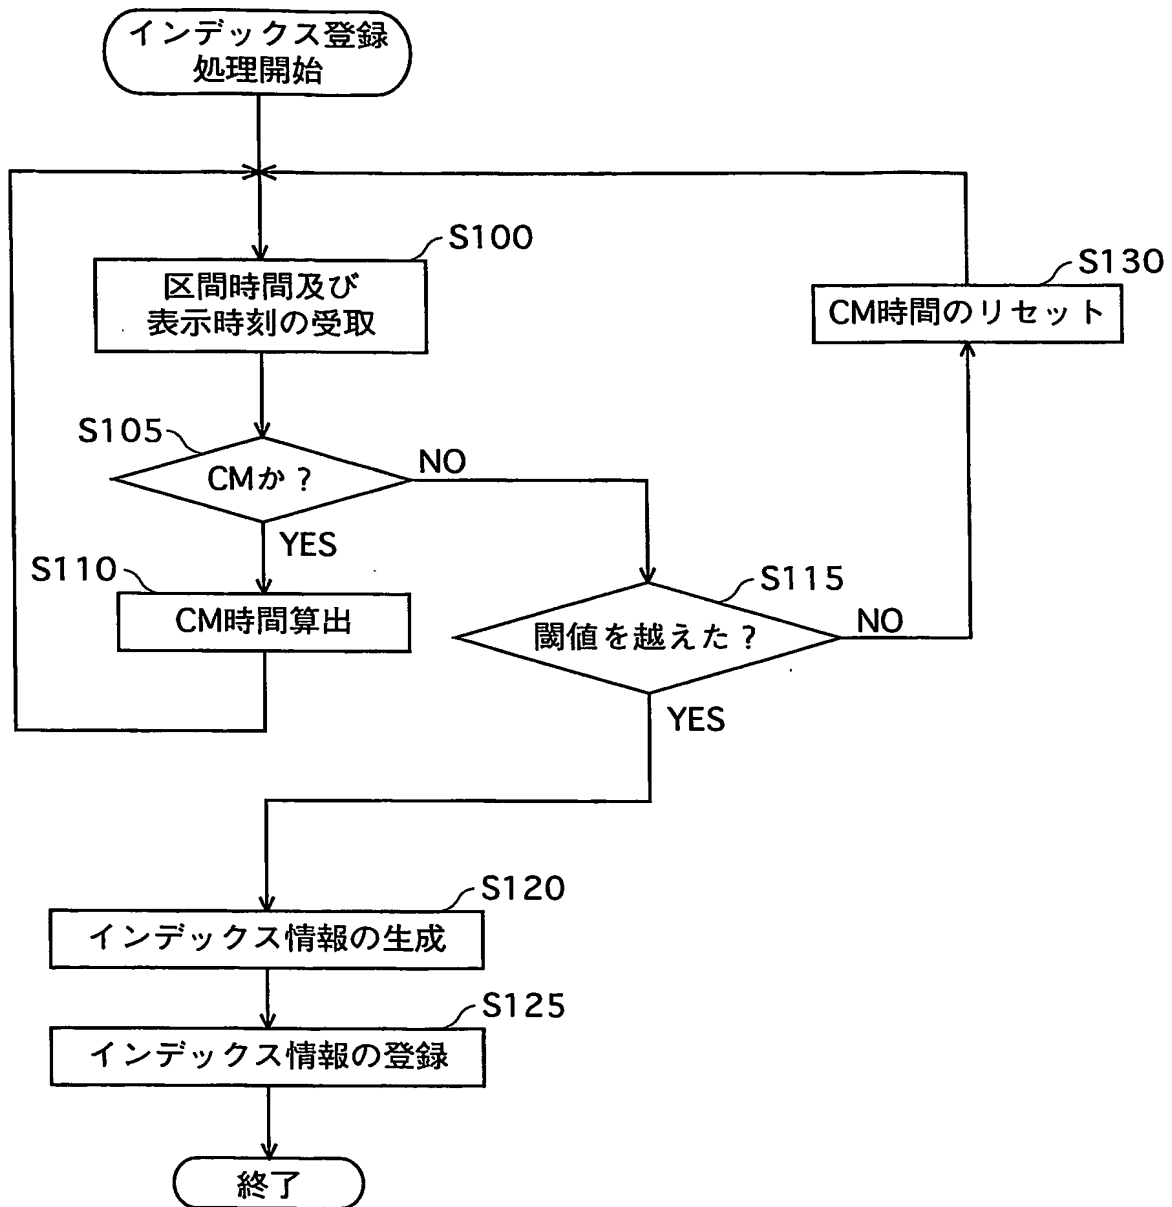 インデックス登録
処理開始
S100
区間時間及び
表示時刻の受取
S130
CM時間のリセット
S105
CMか？
NO
YES
S110
CM時間算出
S115
閾値を越えた？
NO
YES
S120
インデックス情報の生成
S125
インデックス情報の登録
終了